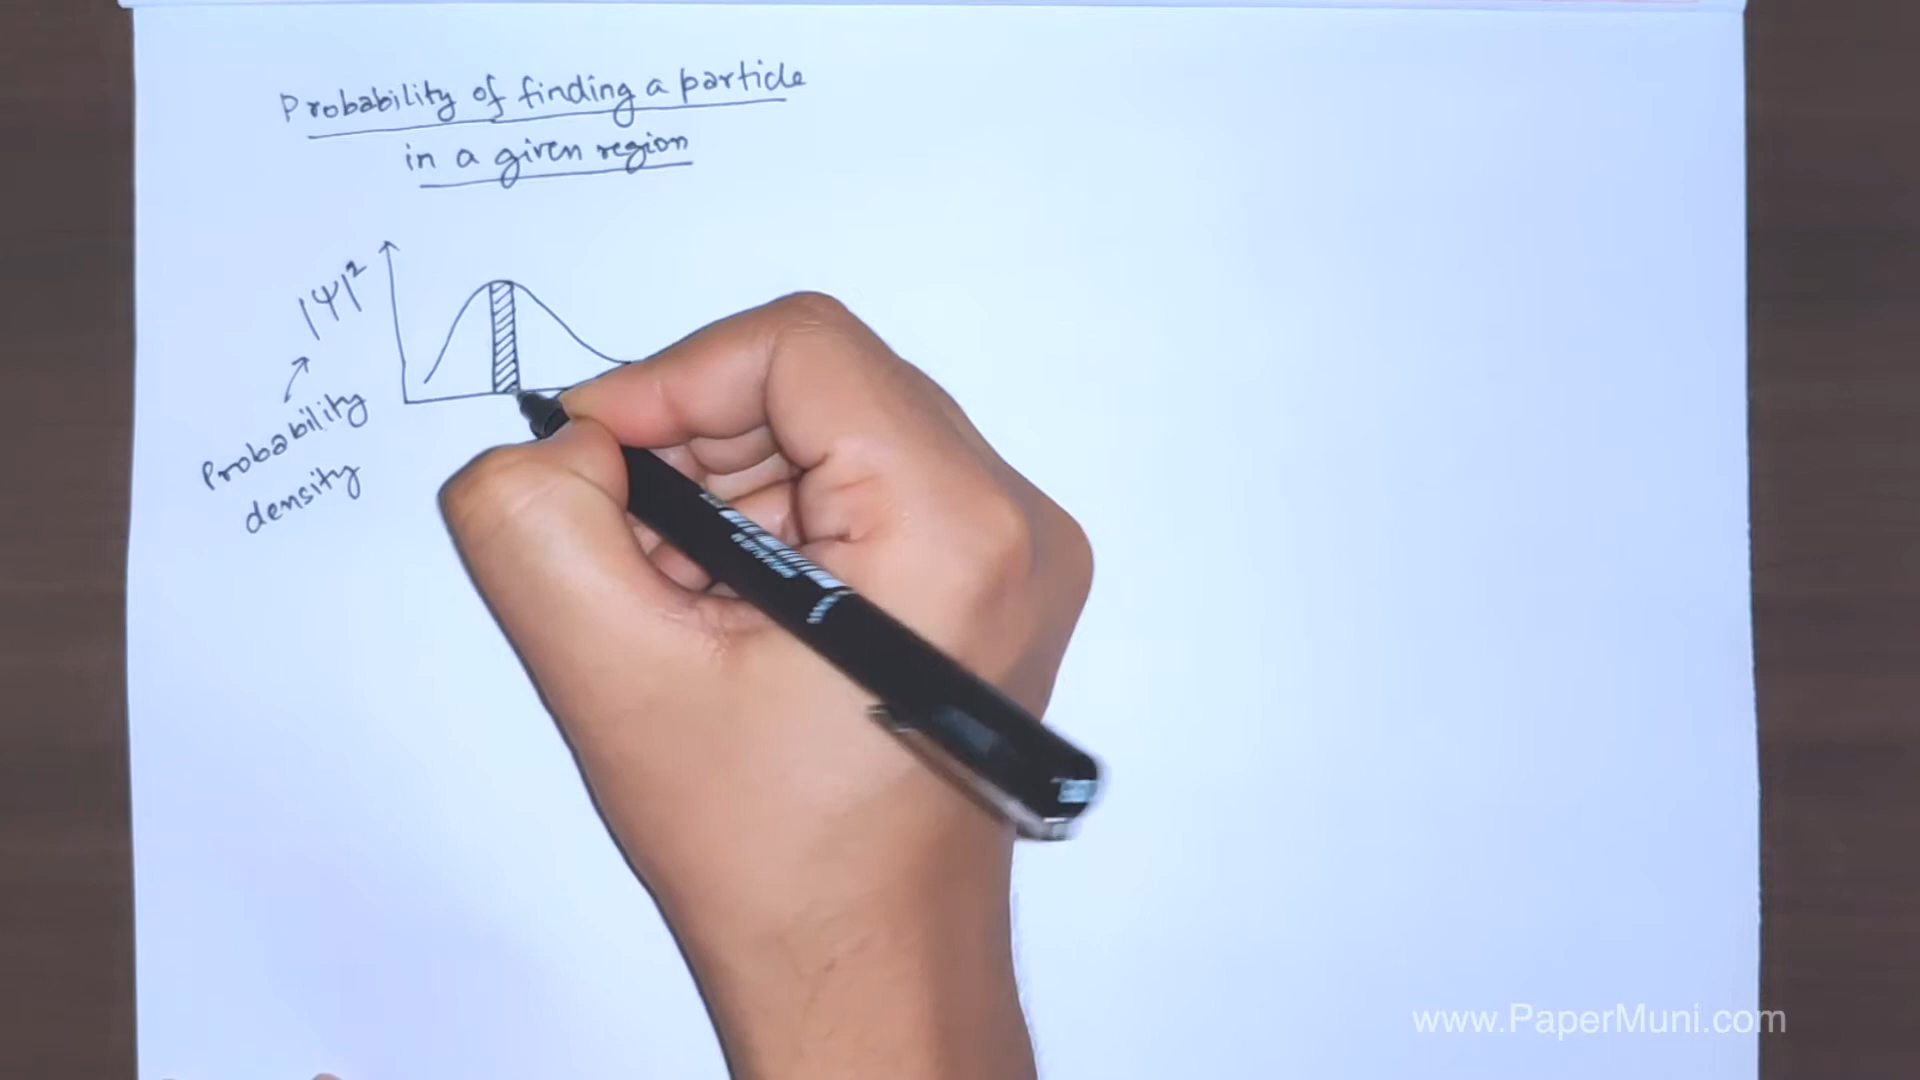 Probability of finding a particle
in a given region
|Ψ|²
Probability
density
www.PaperMuni.com